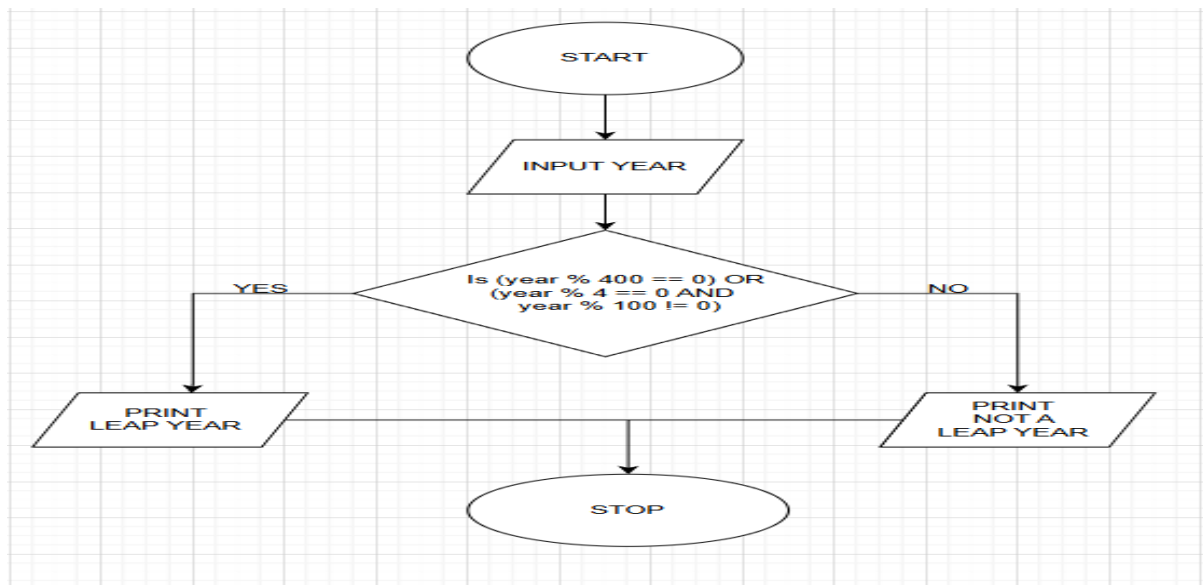 START
INPUT YEAR
Is (year % 400 == 0) OR
(year % 4 == 0 AND
year % 100 != 0)
YES
NO
PRINT
LEAP YEAR
PRINT
NOT A
LEAP YEAR
STOP